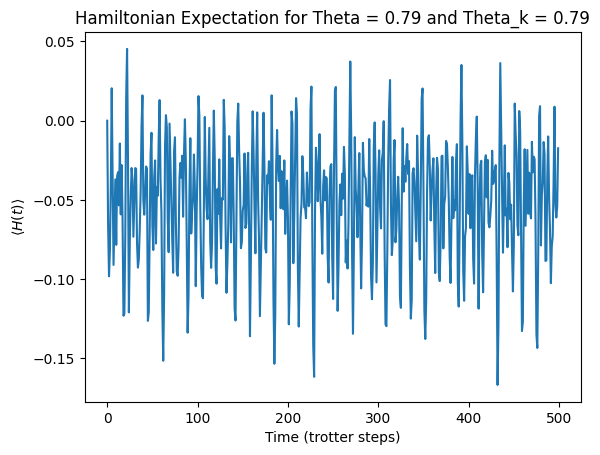 Hamiltonian Expectation for Theta = 0.79 and Theta_k = 0.79
0.05
0.00
−0.05
−0.10
−0.15
⟨H(t)⟩
0 100 200 300 400 500
Time (trotter steps)